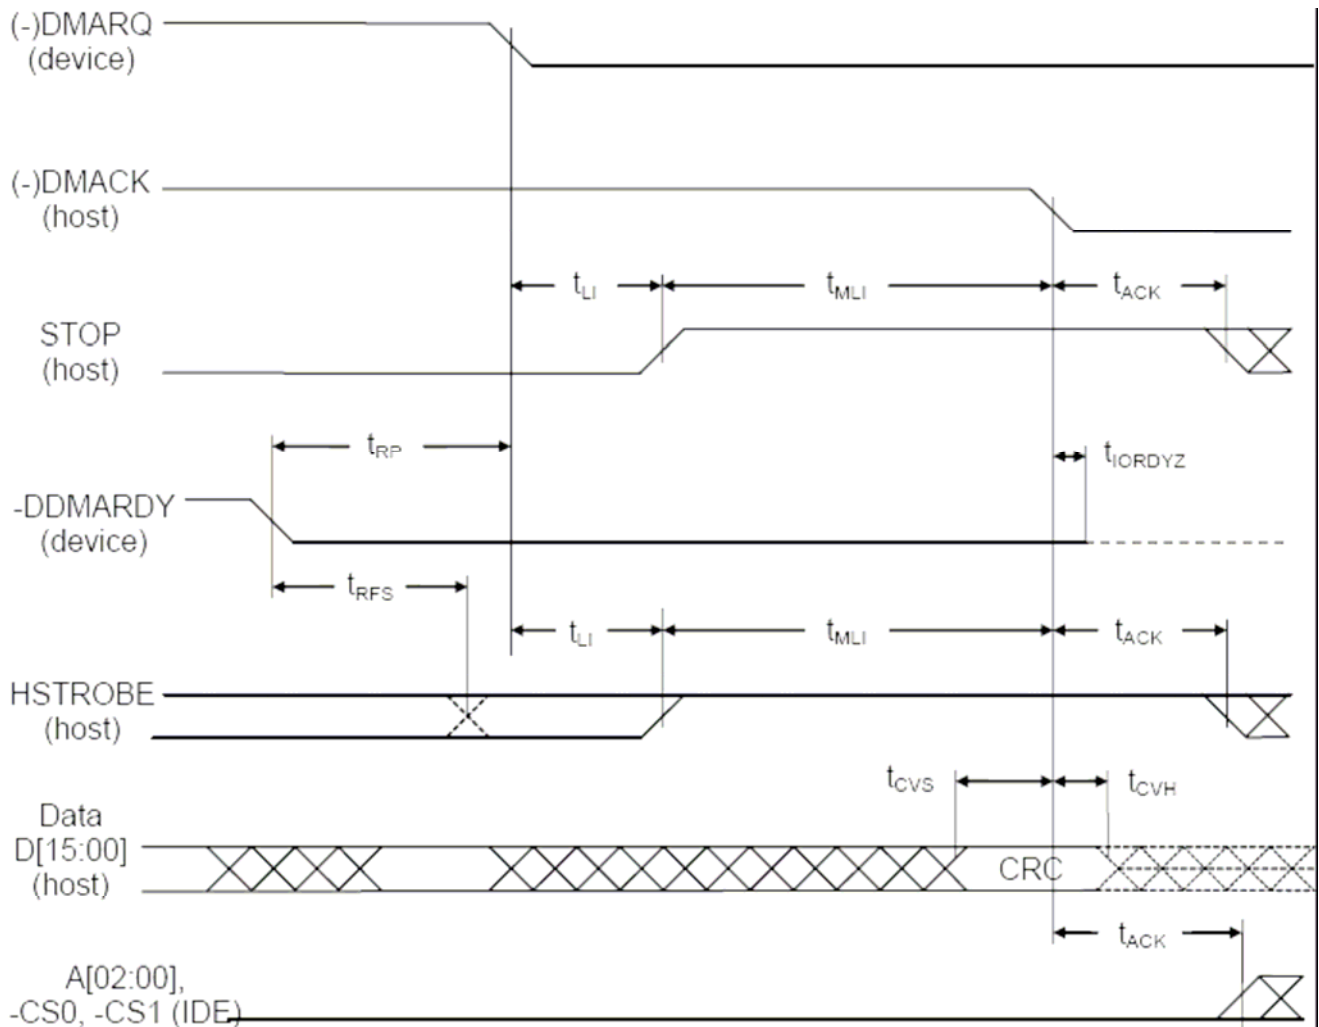 (-)DMARQ
(device)
(-)DMACK
(host)
tLI
tMLI
tACK
STOP
(host)
tRP
tIORDYZ
-DDMARDY
(device)
tRFS
tLI
tMLI
tACK
HSTROBE
(host)
tCVS
tCVH
Data
D[15:00]
(host)
CRC
tACK
A[02:00],
-CS0, -CS1 (IDE)